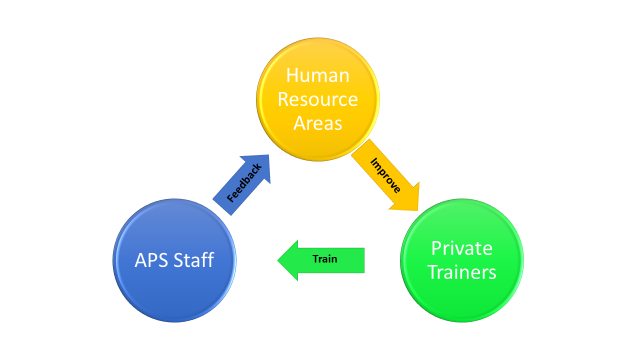 Human
Resource
Areas
Feedback
Improve
APS Staff
Train
Private
Trainers